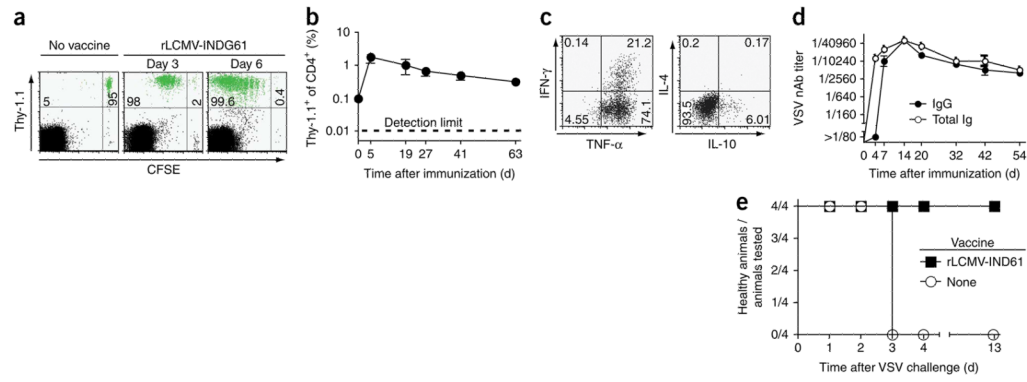 a
No vaccine
rLCMV-INDG61
Day 3
Day 6
5
95
98
2
99.6
0.4
Thy-1.1
CFSE
b
Thy-1.1⁺ of CD4⁺ (%)
10
1
0.1
0.01
Detection limit
0 5 19 27 41 63
Time after immunization (d)
c
0.14
21.2
4.55
74.1
IFN-γ
TNF-α
0.2
0.17
93.5
6.01
IL-4
IL-10
d
VSV nAb titer
1/40960
1/10240
1/2560
1/640
1/160
>1/80
IgG
Total Ig
0 4 7 14 20 32 42 54
Time after immunization (d)
e
Healthy animals /
animals tested
4/4
3/4
2/4
1/4
0/4
Vaccine
rLCMV-IND61
None
0 1 2 3 4 13
Time after VSV challenge (d)